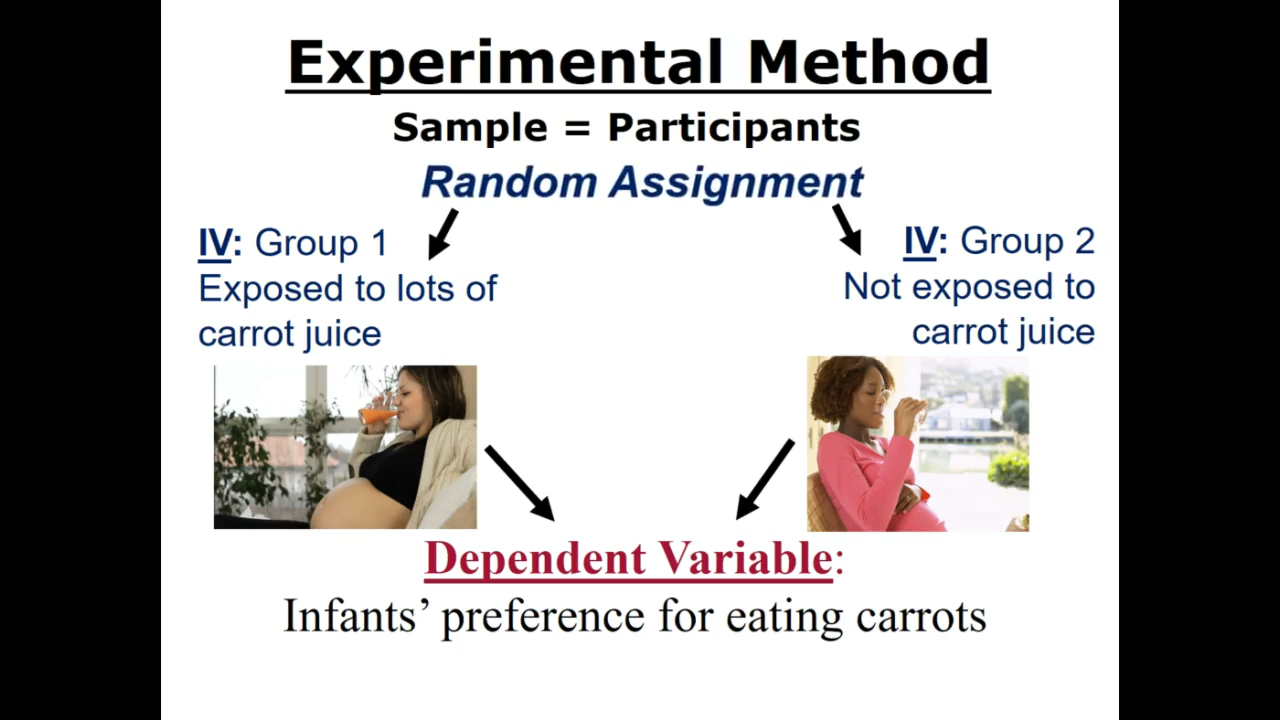 Experimental Method
Sample = Participants
Random Assignment
IV: Group 1
Exposed to lots of
carrot juice
IV: Group 2
Not exposed to
carrot juice
Dependent Variable:
Infants’ preference for eating carrots